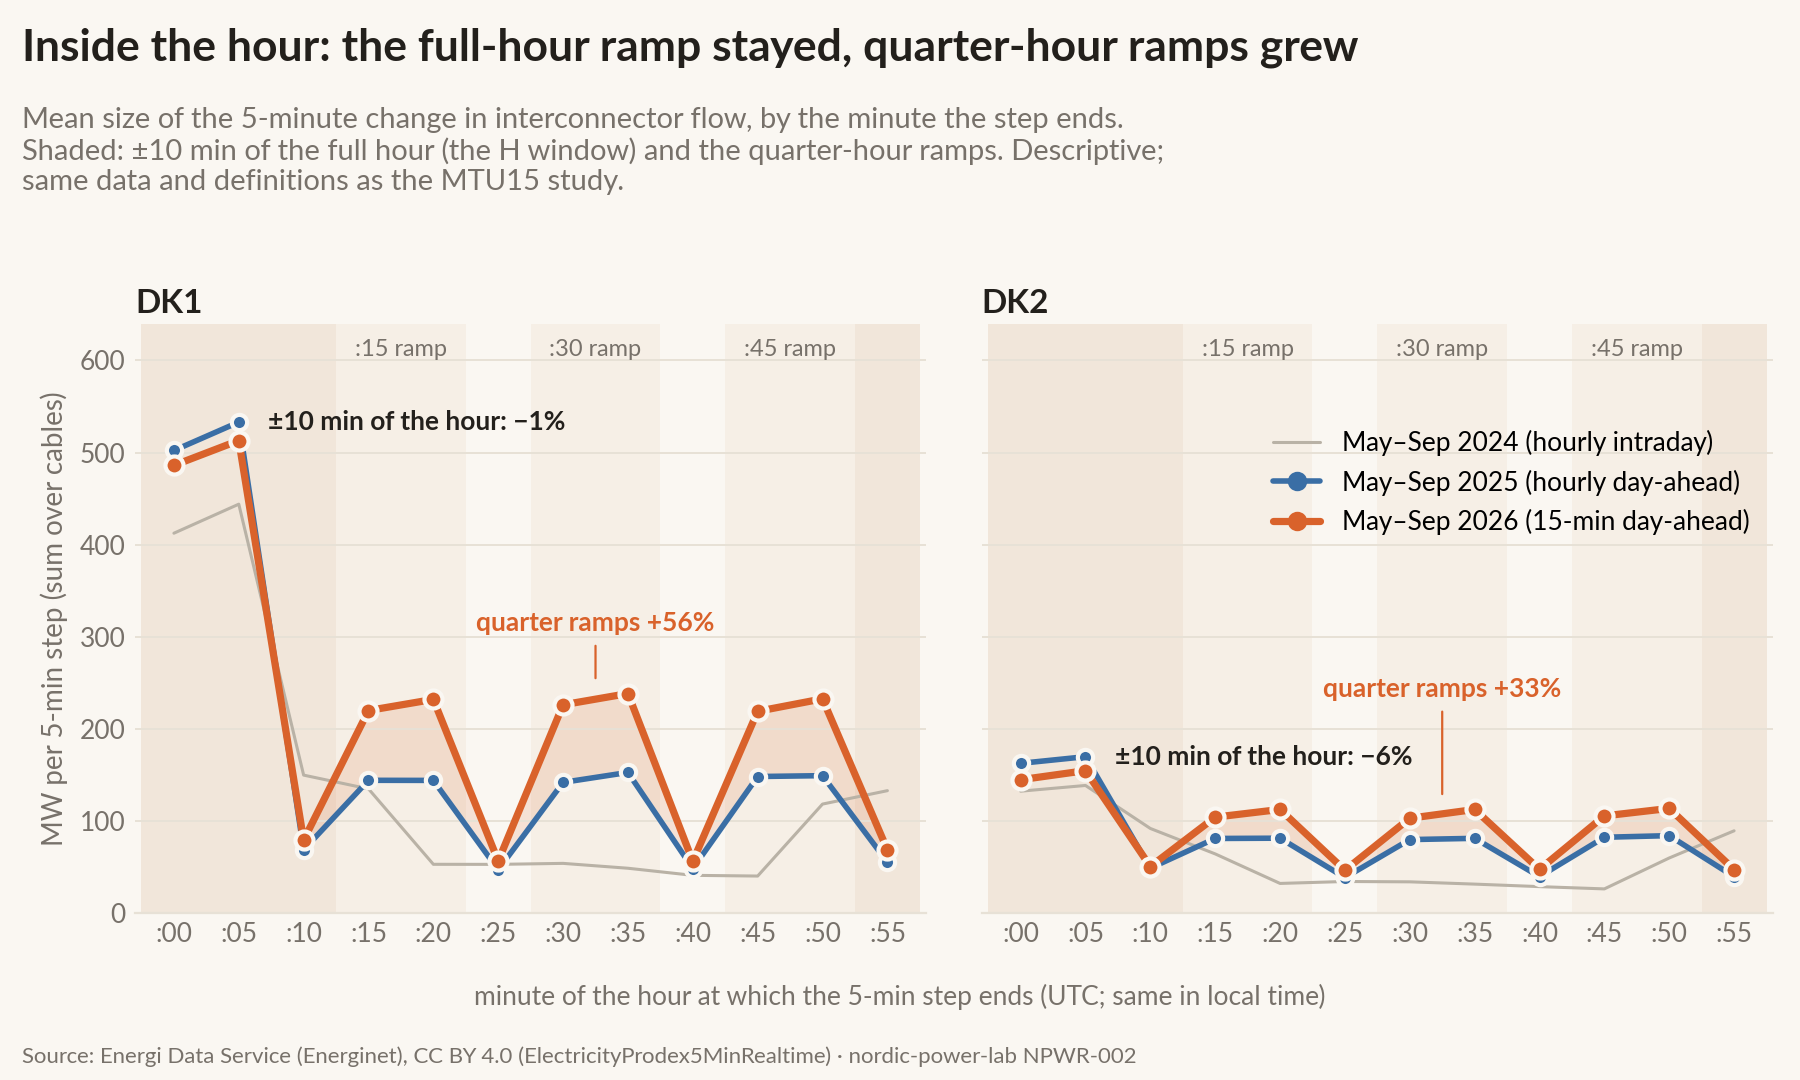 Inside the hour: the full-hour ramp stayed, quarter-hour ramps grew
Mean size of the 5-minute change in interconnector flow, by the minute the step ends.
Shaded: ±10 min of the full hour (the H window) and the quarter-hour ramps. Descriptive;
same data and definitions as the MTU15 study.
DK1
:15 ramp
:30 ramp
:45 ramp
±10 min of the hour: −1%
quarter ramps +56%
MW per 5-min step (sum over cables)
600
500
400
300
200
100
0
:00 :05 :10 :15 :20 :25 :30 :35 :40 :45 :50 :55
DK2
:15 ramp
:30 ramp
:45 ramp
May–Sep 2024 (hourly intraday)
May–Sep 2025 (hourly day-ahead)
May–Sep 2026 (15-min day-ahead)
quarter ramps +33%
±10 min of the hour: −6%
:00 :05 :10 :15 :20 :25 :30 :35 :40 :45 :50 :55
minute of the hour at which the 5-min step ends (UTC; same in local time)
Source: Energi Data Service (Energinet), CC BY 4.0 (ElectricityProdex5MinRealtime) · nordic-power-lab NPWR-002